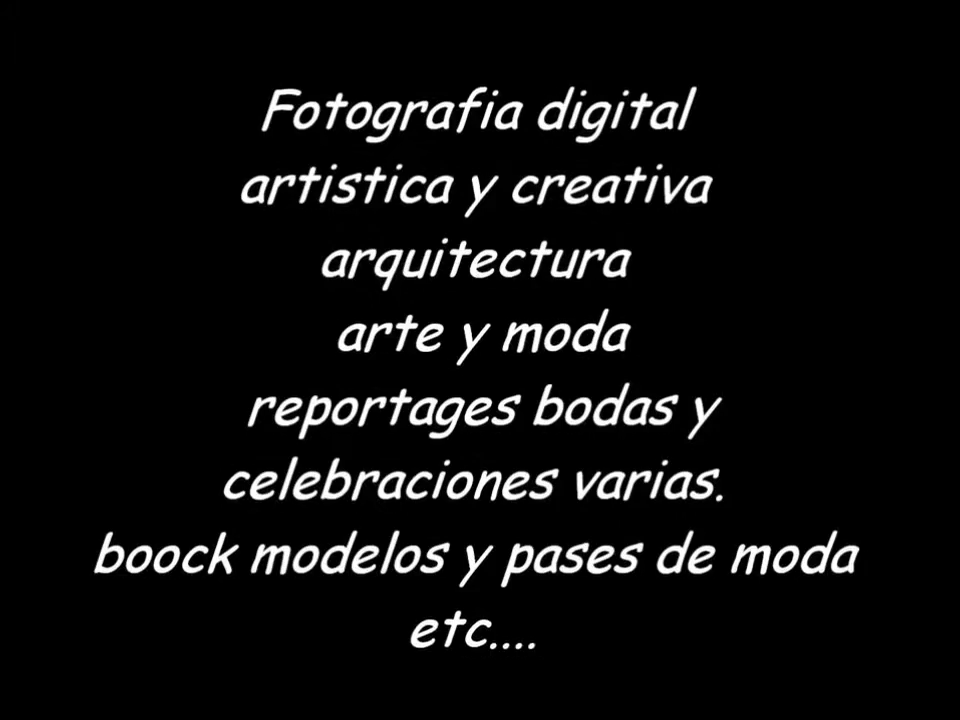 Fotografia digital
artistica y creativa
arquitectura
arte y moda
reportages bodas y
celebraciones varias.
boock modelos y pases de moda
etc....